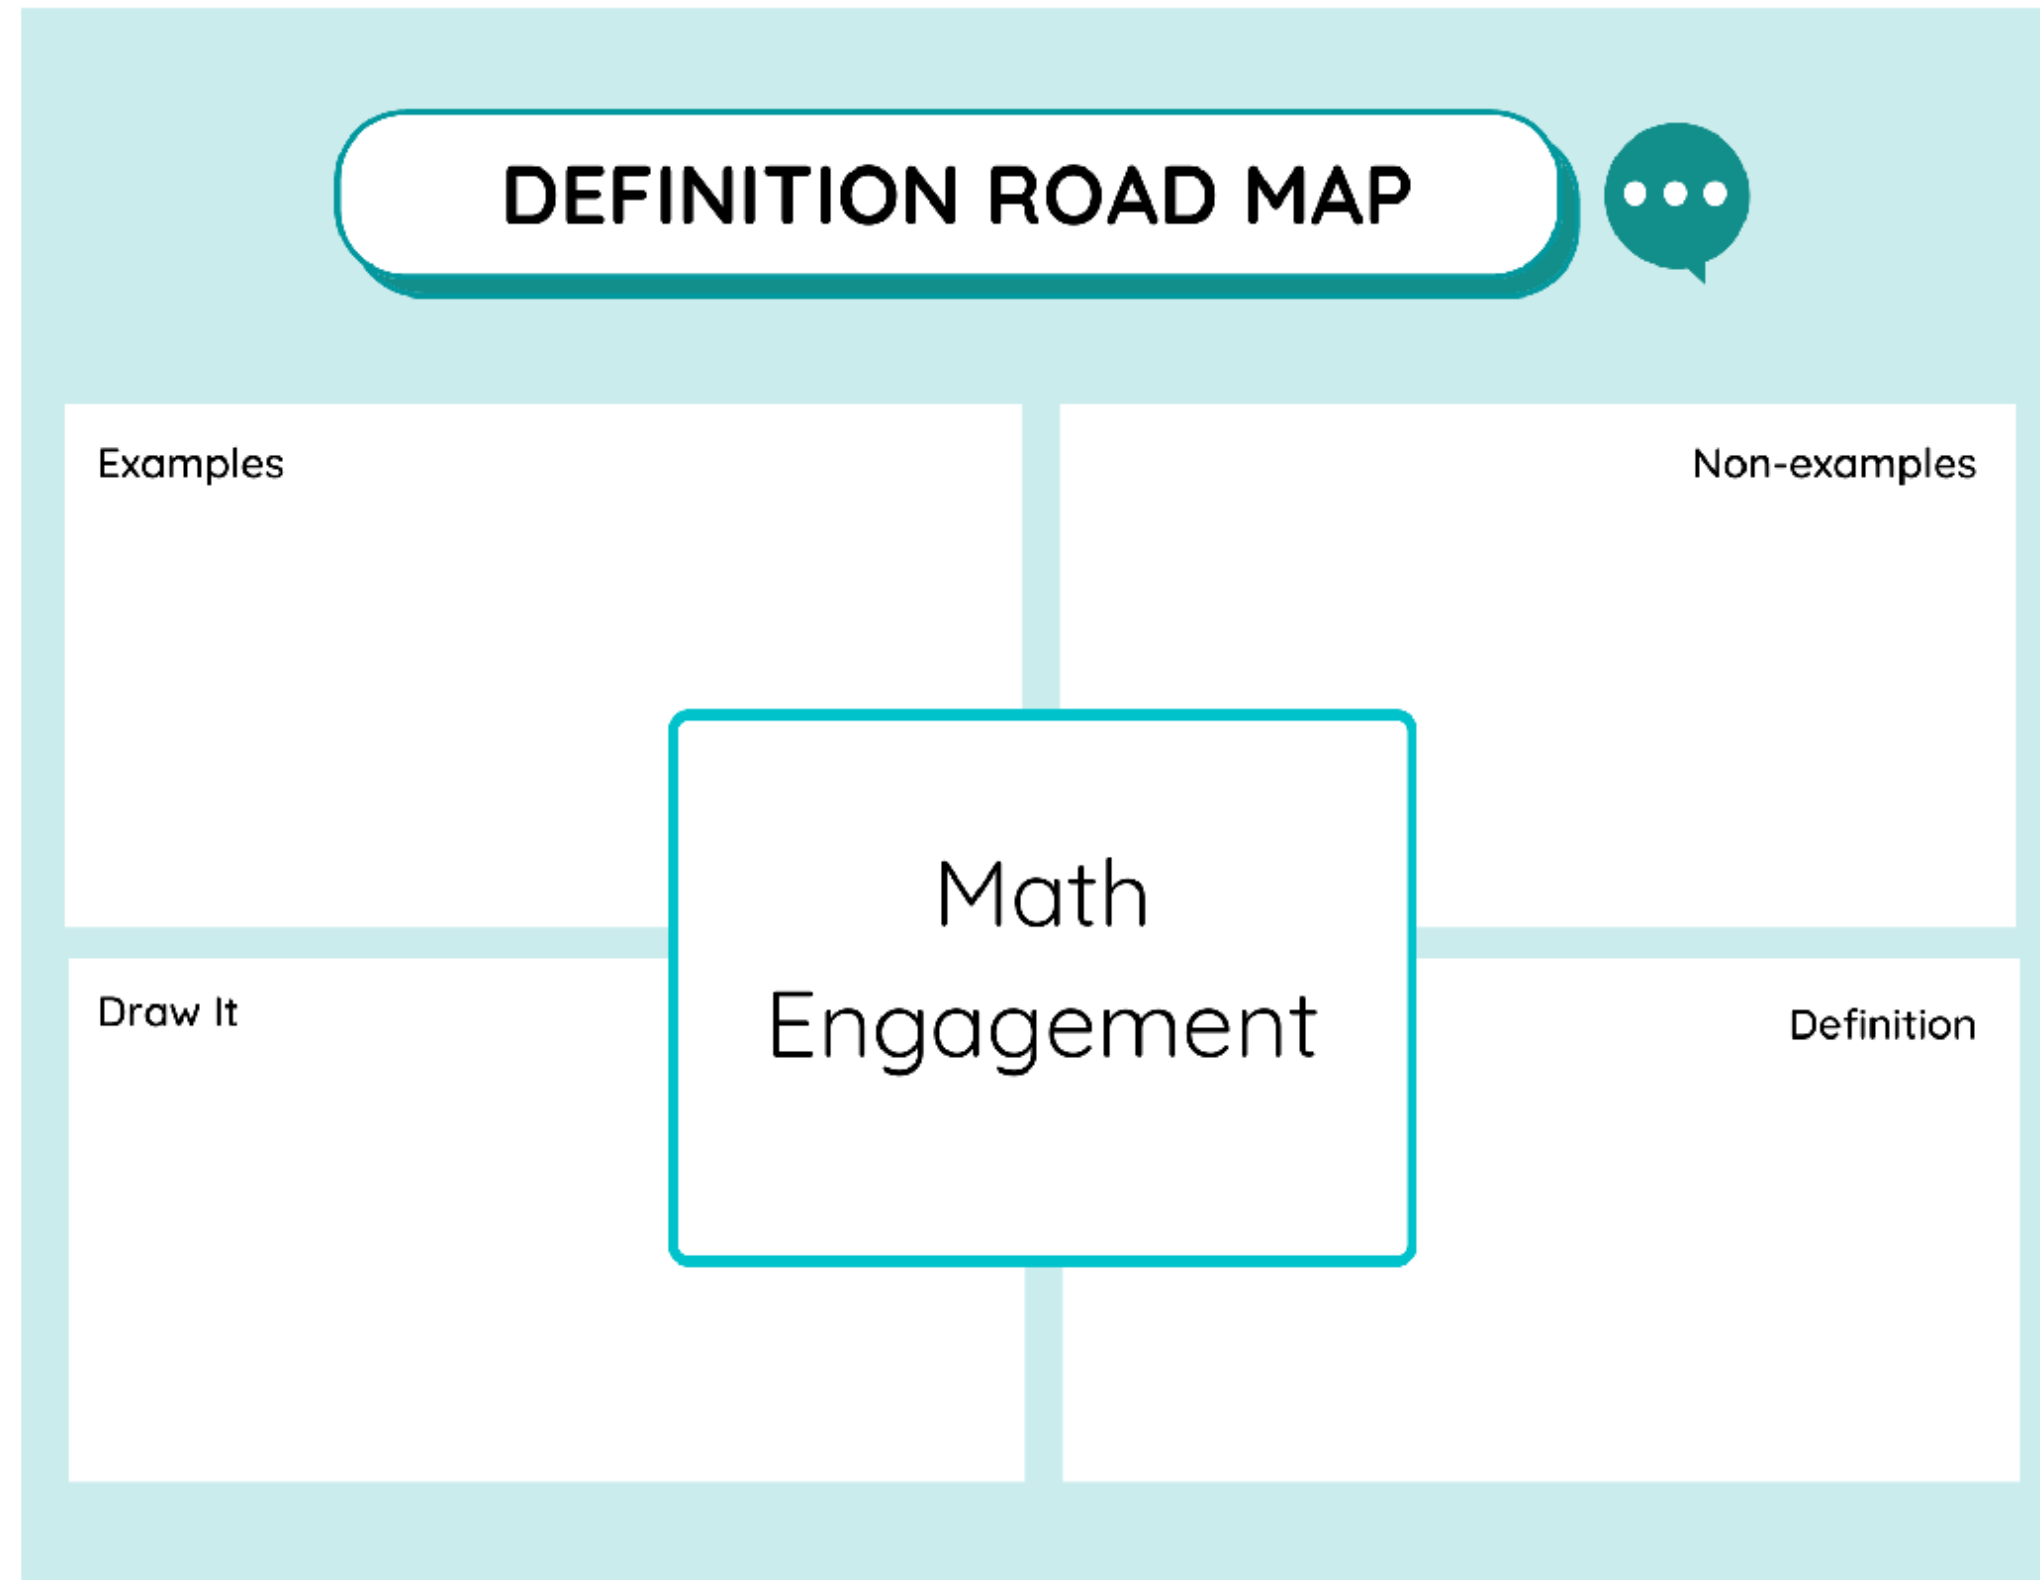 DEFINITION ROAD MAP
Examples
Non-examples
Math
Engagement
Draw It
Definition